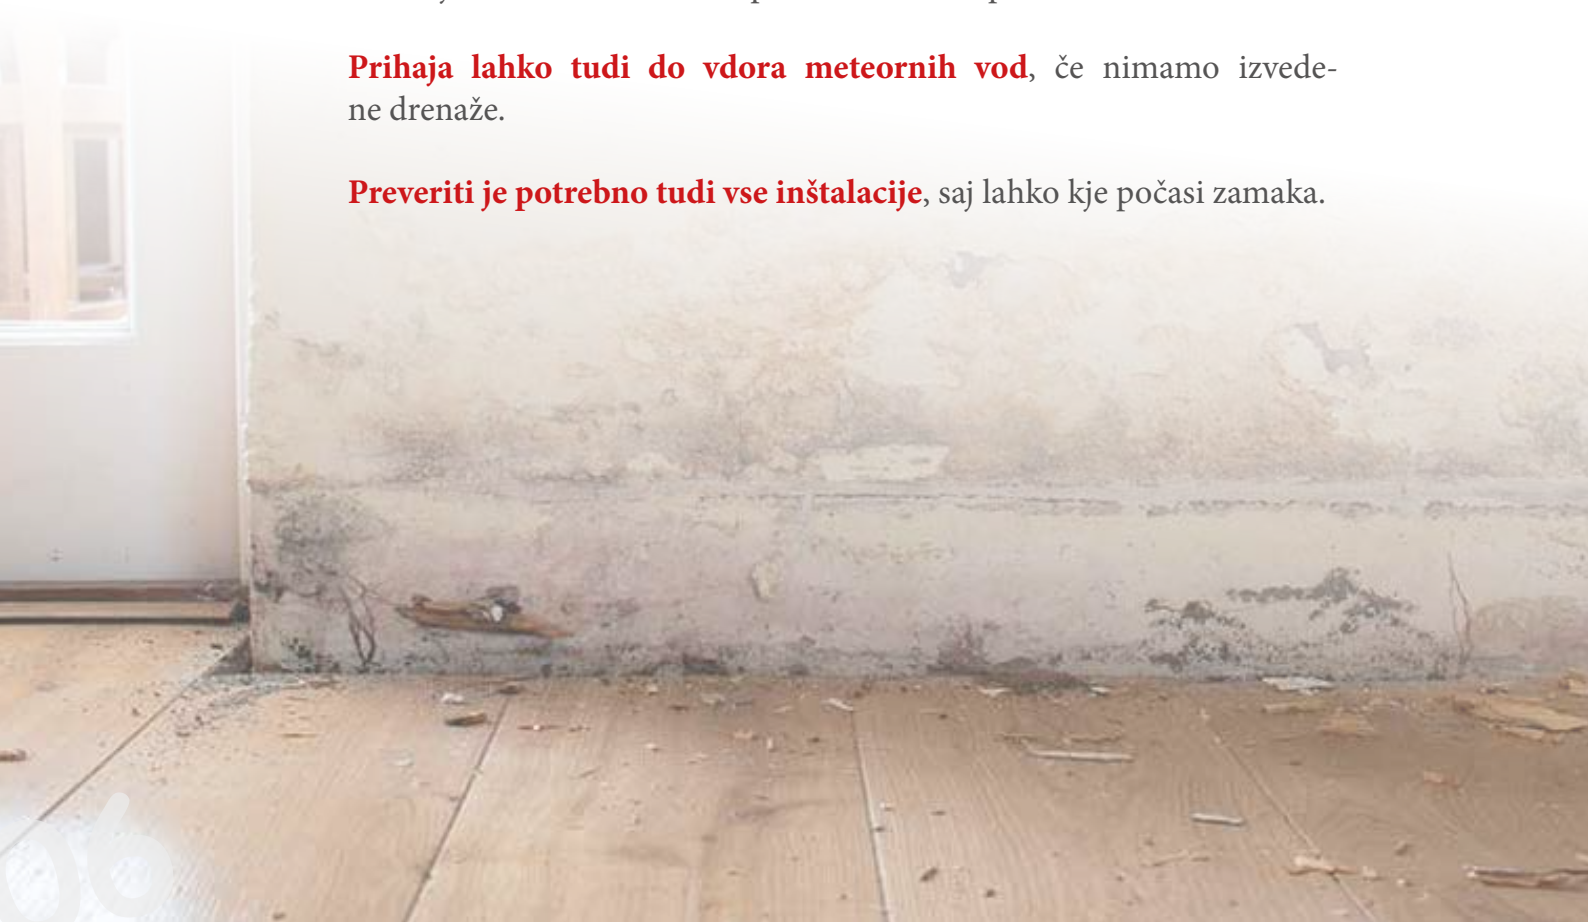 Prihaja lahko tudi do vdora meteornih vod, če nimamo izvede-
ne drenaže.
Preveriti je potrebno tudi vse inštalacije, saj lahko kje počasi zamaka.
06